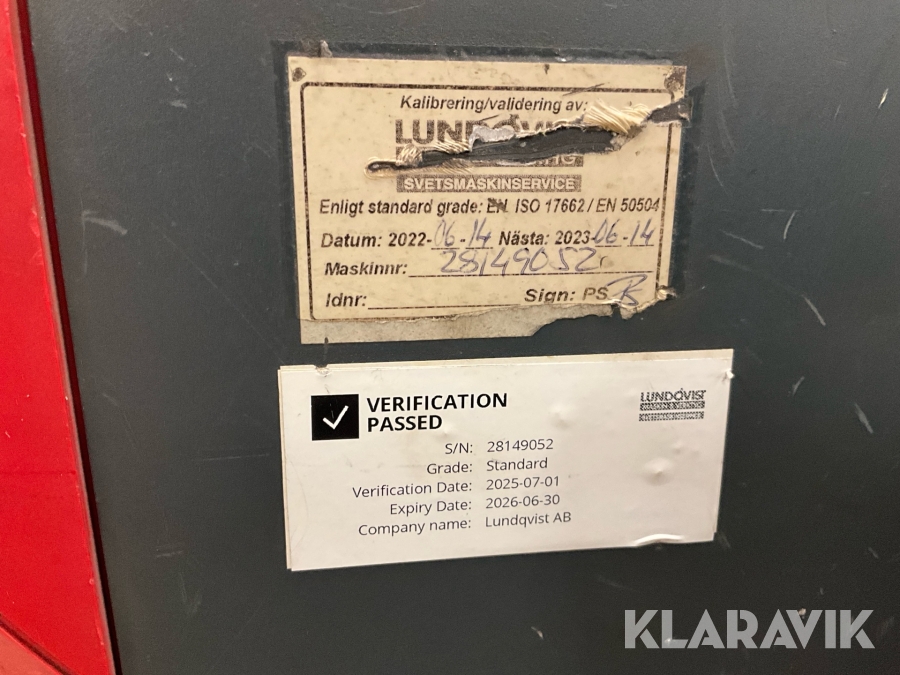 Kalibrering/validering av:
LUNDQVIST
SVETSMASKINSERVICE
Enligt standard grade: EN ISO 17662 / EN 50504
Datum: 2022-06-14 Nästa: 2023-06-14
Maskinnr: 28149052
Idnr: Sign: PS
VERIFICATION
PASSED
LUNDQVIST
S/N: 28149052
Grade: Standard
Verification Date: 2025-07-01
Expiry Date: 2026-06-30
Company name: Lundqvist AB
KLARAVIK